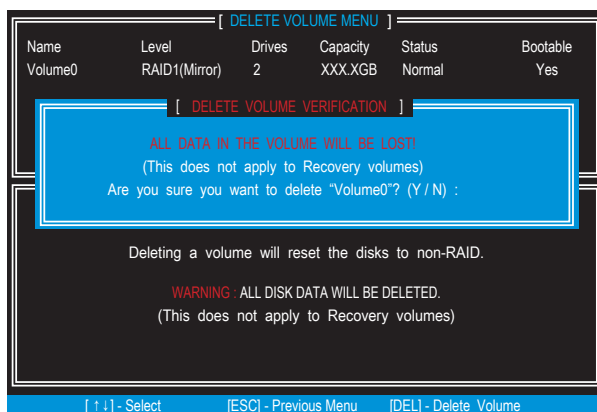 [ DELETE VOLUME MENU ]
Name Level Drives Capacity Status Bootable
Volume0 RAID1(Mirror) 2 XXX.XGB Normal Yes
[ DELETE VOLUME VERIFICATION ]
ALL DATA IN THE VOLUME WILL BE LOST!
(This does not apply to Recovery volumes)
Are you sure you want to delete “Volume0”? (Y / N) :
Deleting a volume will reset the disks to non-RAID.
WARNING : ALL DISK DATA WILL BE DELETED.
(This does not apply to Recovery volumes)
[ ↑↓] - Select [ESC] - Previous Menu [DEL] - Delete Volume